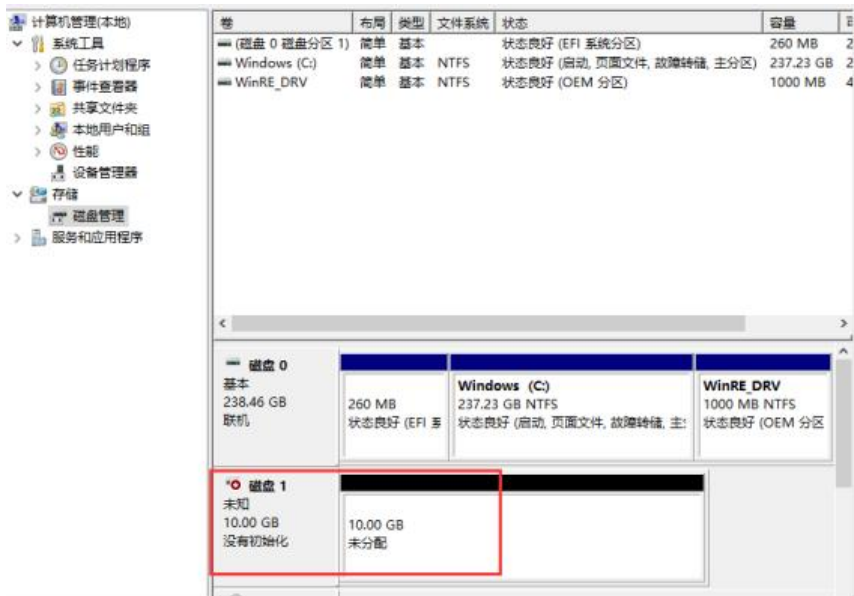 计算机管理(本地)
系统工具
任务计划程序
事件查看器
共享文件夹
本地用户和组
性能
设备管理器
存储
磁盘管理
服务和应用程序
卷 布局 类型 文件系统 状态 容量
(磁盘 0 磁盘分区 1) 简单 基本 状态良好 (EFI 系统分区) 260 MB 2
Windows (C:) 简单 基本 NTFS 状态良好 (启动, 页面文件, 故障转储, 主分区) 237.23 GB 2
WinRE_DRV 简单 基本 NTFS 状态良好 (OEM 分区) 1000 MB 4
磁盘 0
基本
238.46 GB
联机
260 MB
状态良好 (EFI
Windows (C:)
237.23 GB NTFS
状态良好 (启动, 页面文件, 故障转储, 主
WinRE_DRV
1000 MB NTFS
状态良好 (OEM 分区
磁盘 1
未知
10.00 GB
没有初始化
10.00 GB
未分配